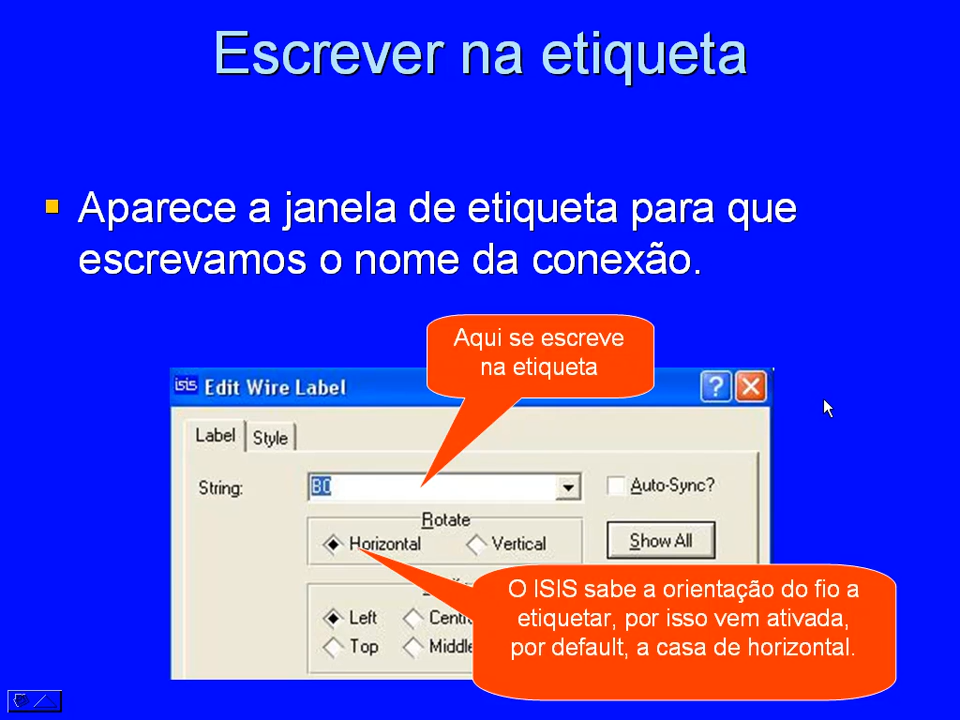 Escrever na etiqueta
Aparece a janela de etiqueta para que
escrevamos o nome da conexão.
Aqui se escreve
na etiqueta
isis Edit Wire Label
Label Style
String: B0 Auto-Sync?
Rotate
Horizontal Vertical Show All
Left
Top Middle
O ISIS sabe a orientação do fio a
etiquetar, por isso vem ativada,
por default, a casa de horizontal.